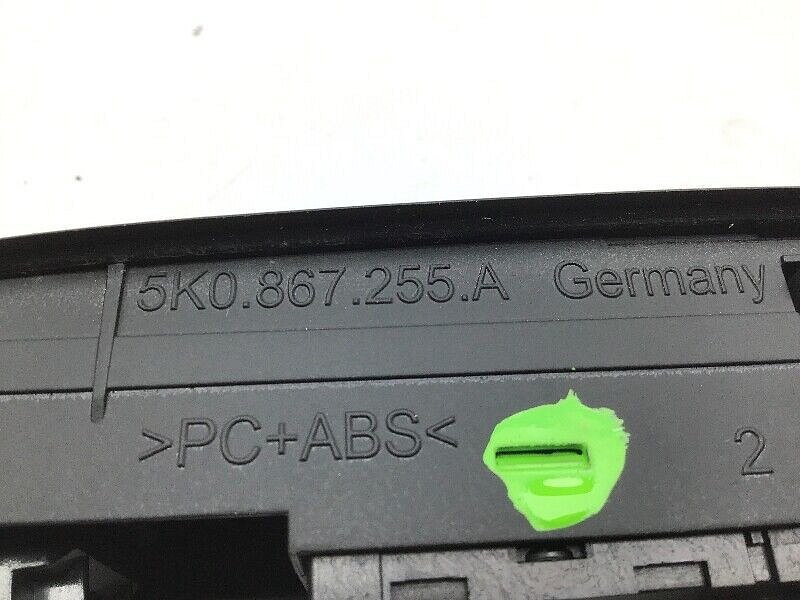 5K0.867.255.A Germany
>PC+ABS< 2